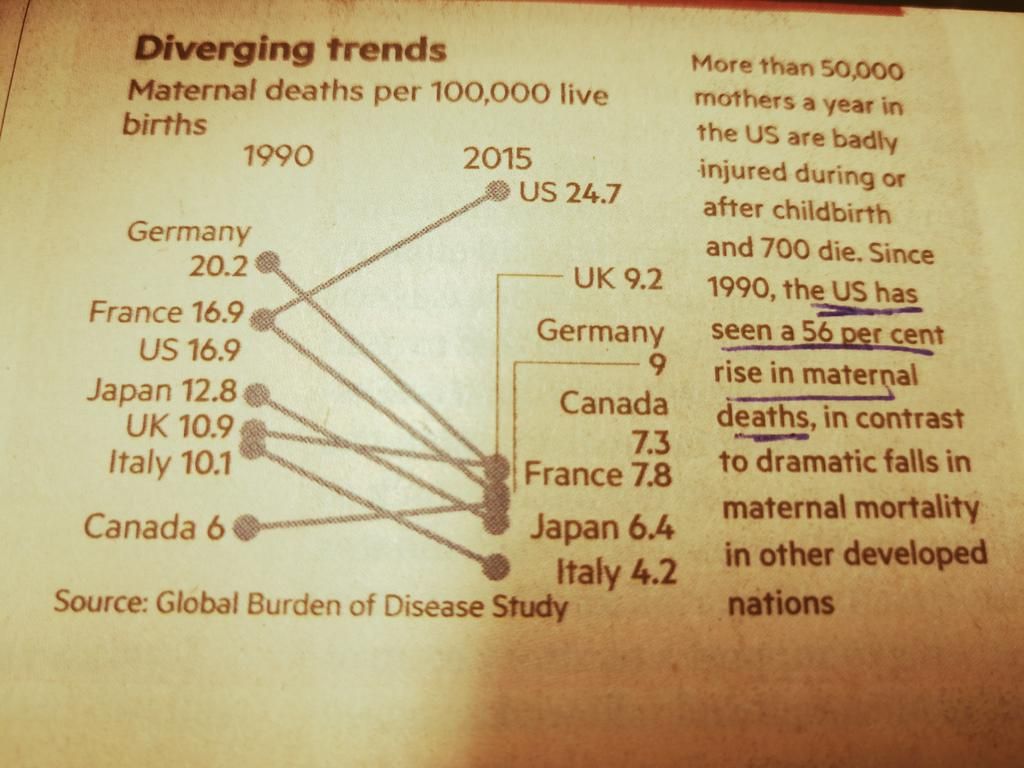 Diverging trends
Maternal deaths per 100,000 live
births
1990
2015
US 24.7
Germany
20.2
France 16.9
US 16.9
Japan 12.8
UK 10.9
Italy 10.1
Canada 6
UK 9.2
Germany
9
Canada
7.3
France 7.8
Japan 6.4
Italy 4.2
Source: Global Burden of Disease Study
More than 50,000
mothers a year in
the US are badly
injured during or
after childbirth
and 700 die. Since
1990, the US has
seen a 56 per cent
rise in maternal
deaths, in contrast
to dramatic falls in
maternal mortality
in other developed
nations